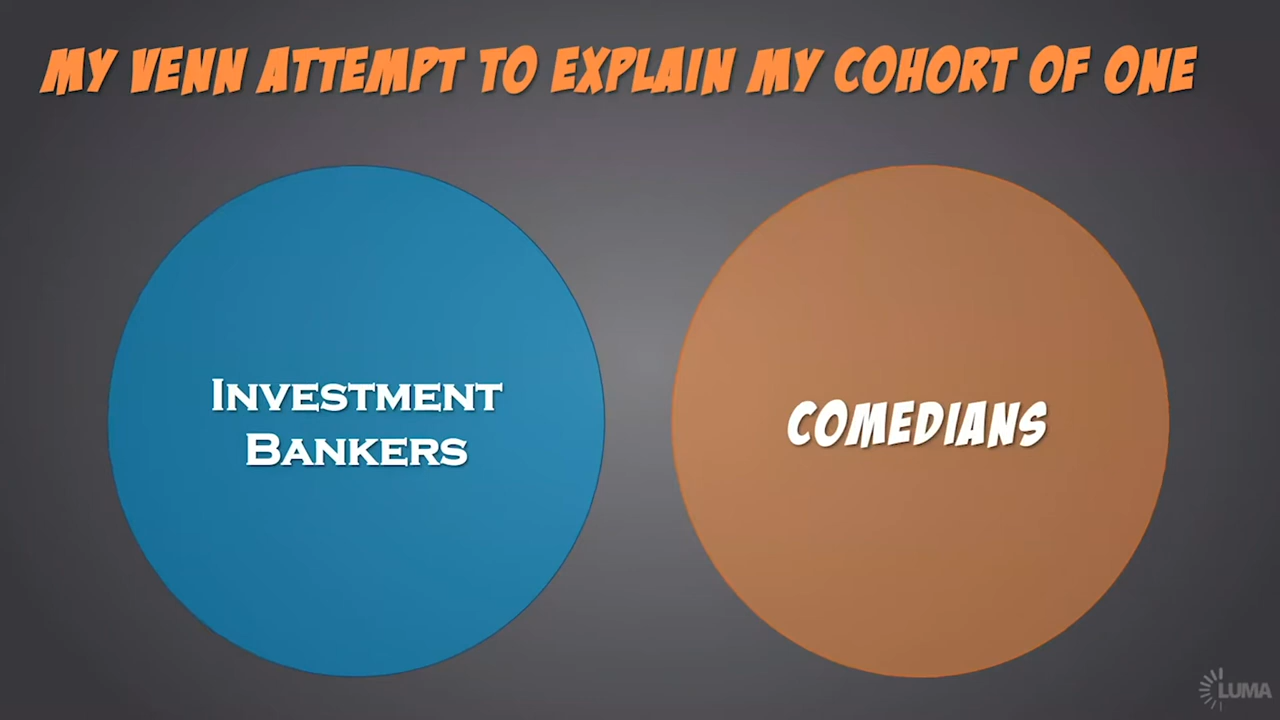 MY VENN ATTEMPT TO EXPLAIN MY COHORT OF ONE
INVESTMENT
BANKERS
COMEDIANS
LUMA